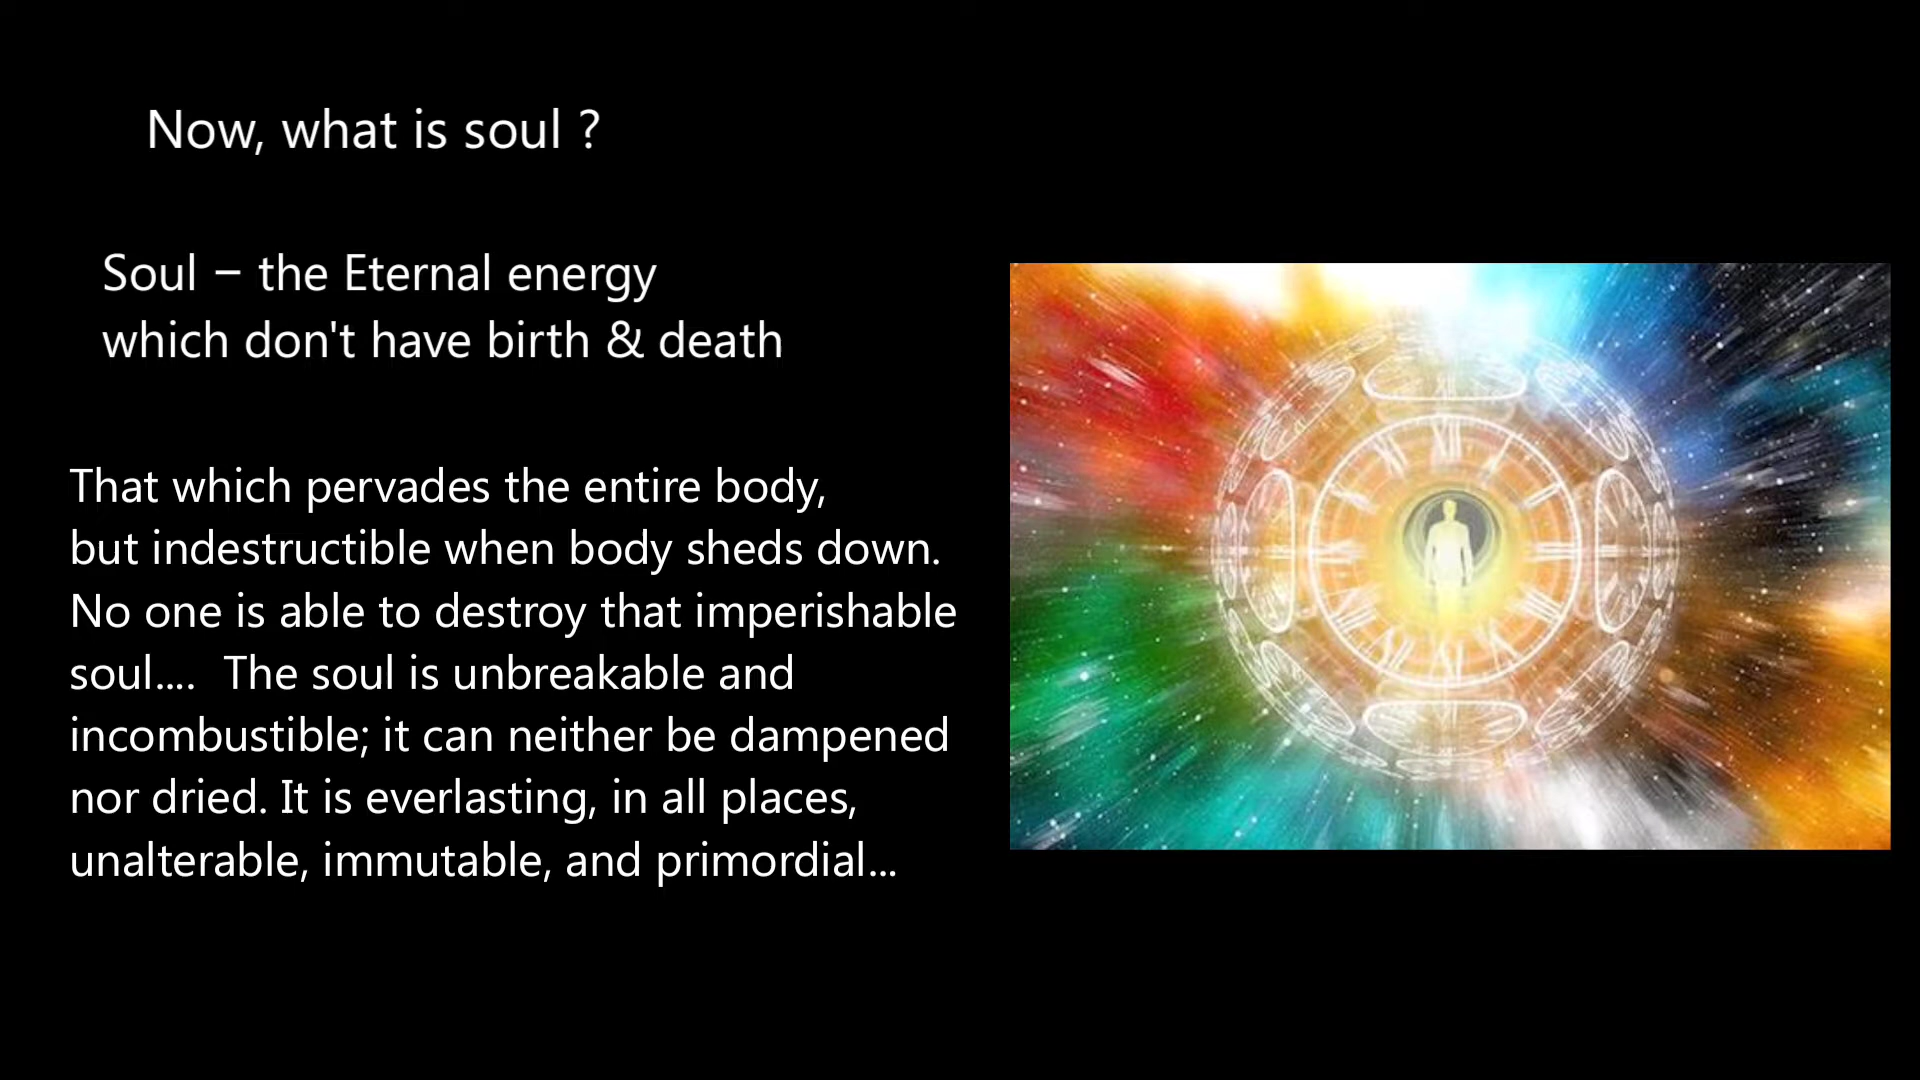 Now, what is soul ?
Soul – the Eternal energy
which don't have birth & death
That which pervades the entire body,
but indestructible when body sheds down.
No one is able to destroy that imperishable
soul....  The soul is unbreakable and
incombustible; it can neither be dampened
nor dried. It is everlasting, in all places,
unalterable, immutable, and primordial...